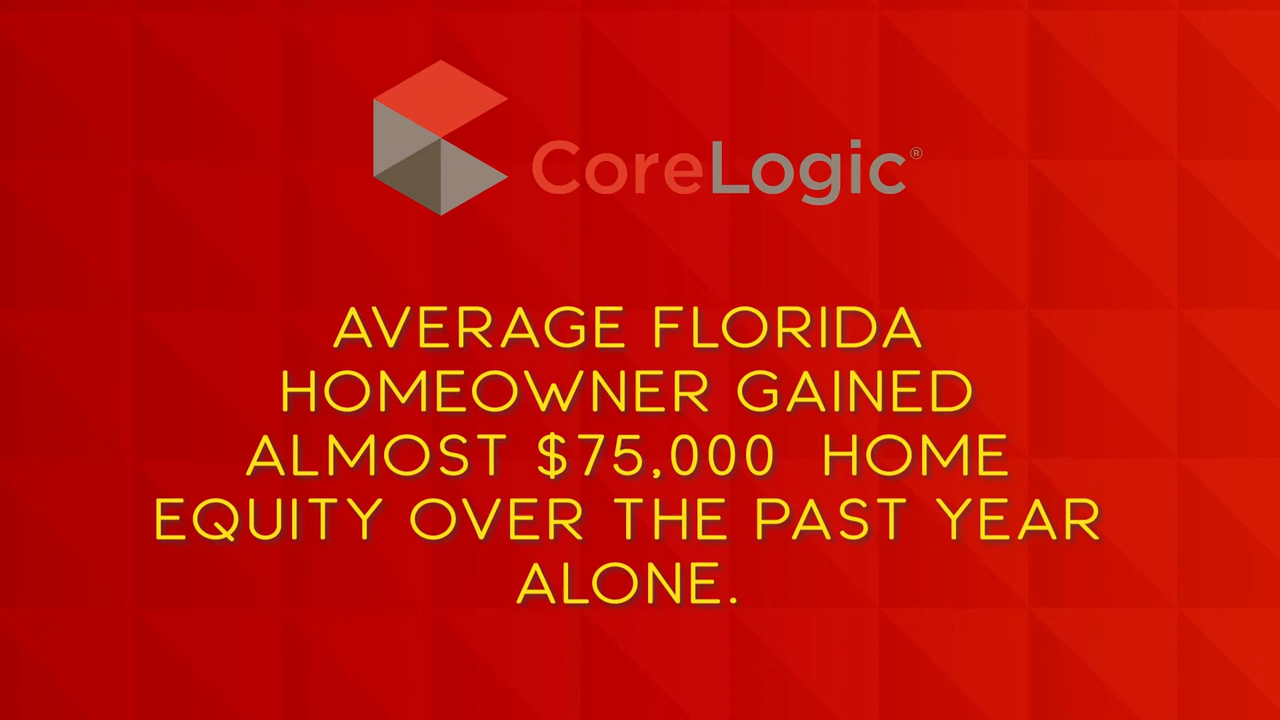 CoreLogic®
AVERAGE FLORIDA
HOMEOWNER GAINED
ALMOST $75,000 HOME
EQUITY OVER THE PAST YEAR
ALONE.